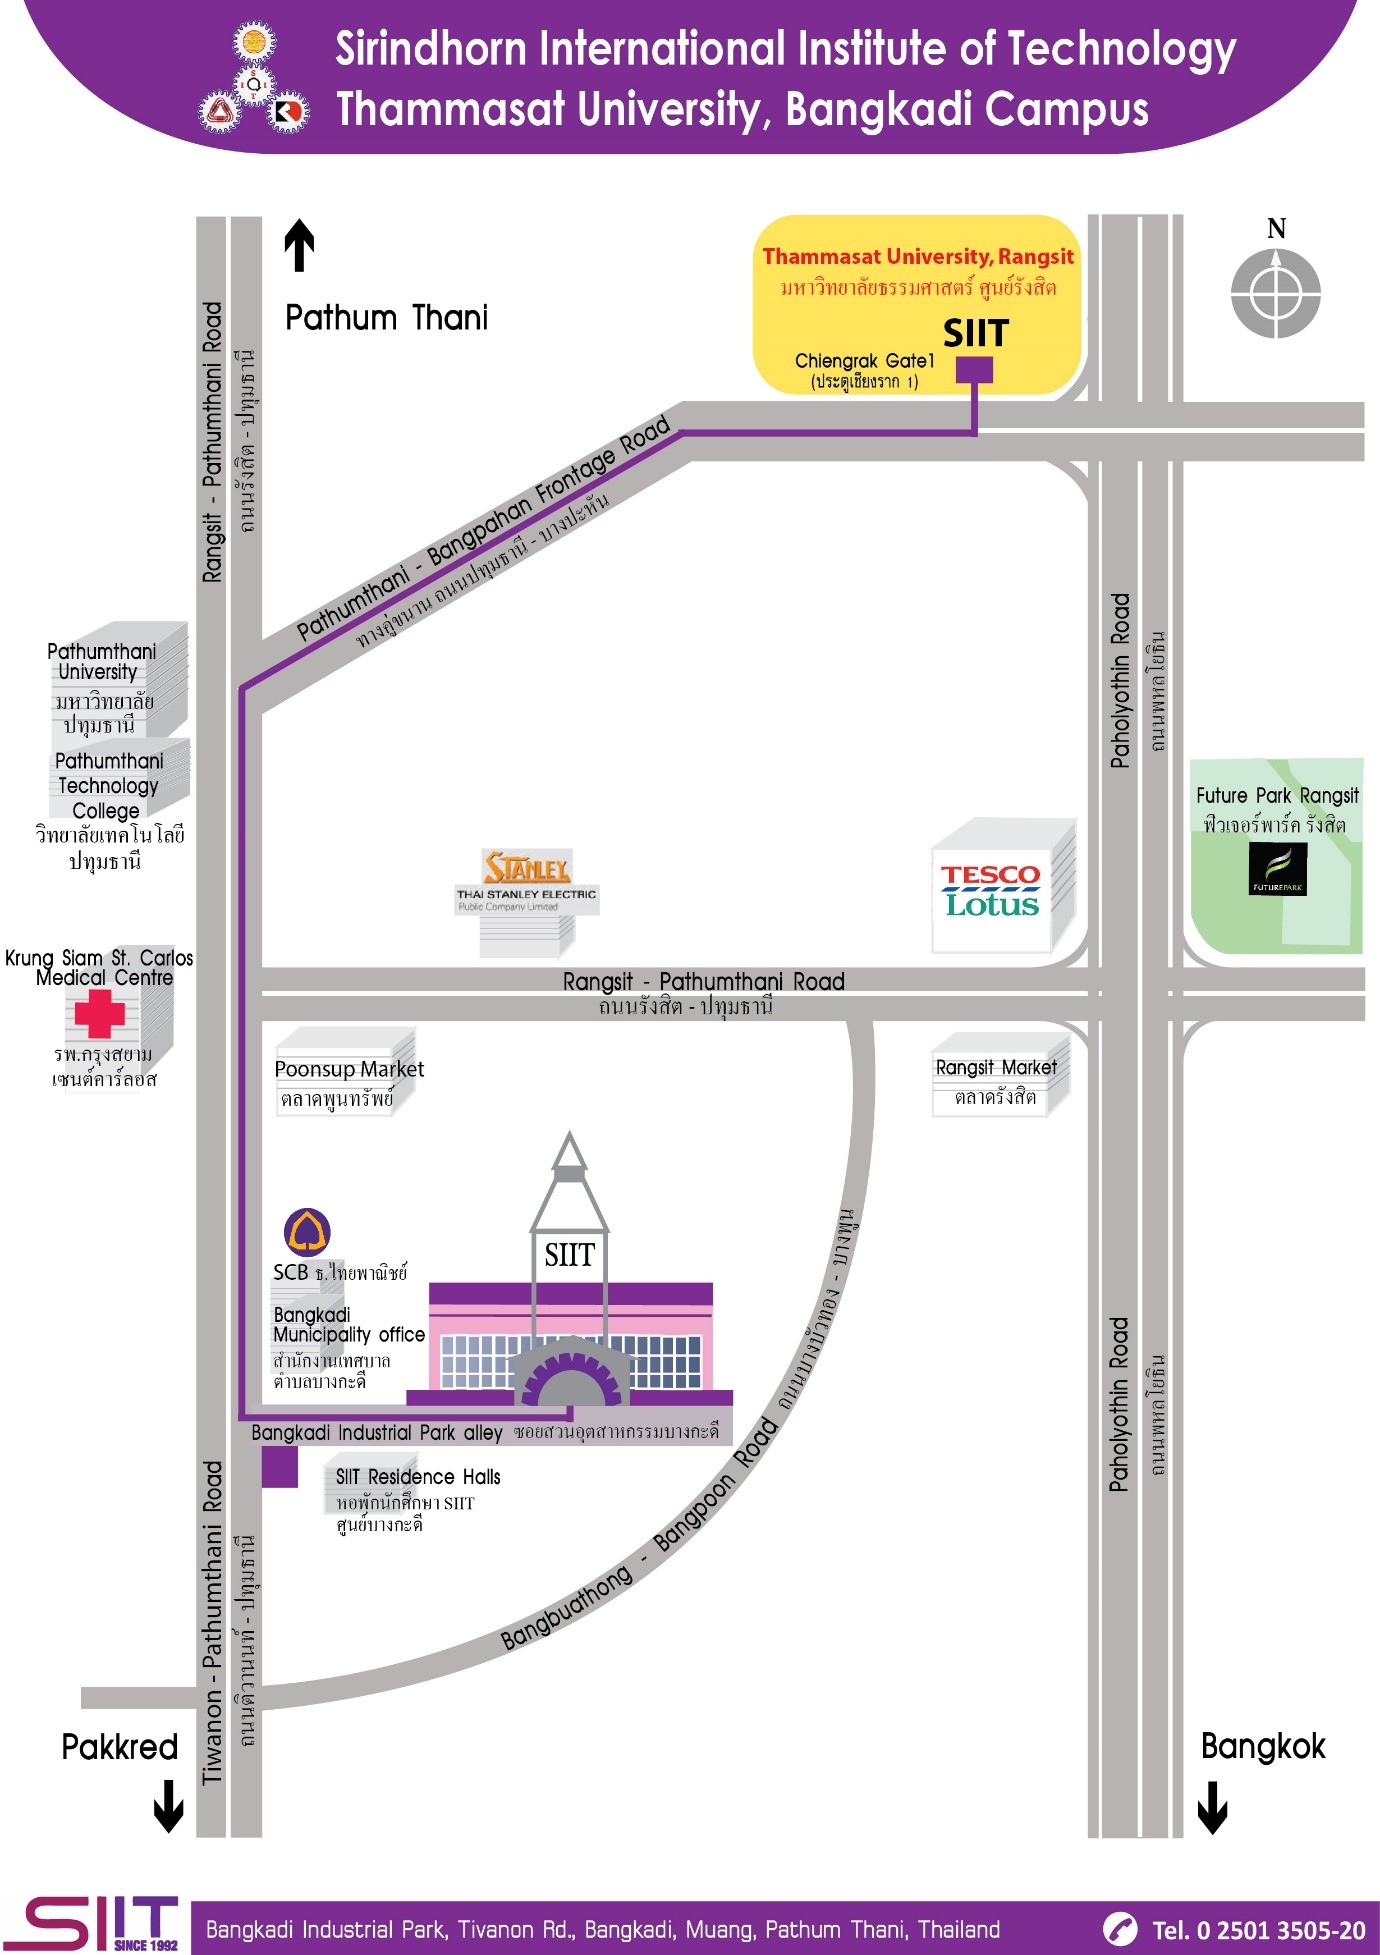 Sirindhorn International Institute of Technology
Thammasat University, Bangkadi Campus
Pathum Thani
Thammasat University, Rangsit
มหาวิทยาลัยธรรมศาสตร์ ศูนย์รังสิต
SIIT
Chiengrak Gate1
(ประตูเชียงราก 1)
N
Rangsit - Pathumthani Road
ถนนรังสิต - ปทุมธานี
Pathumthani - Bangpahan Frontage Road
ทางคู่ขนาน ถนนปทุมธานี - บางปะหัน
Paholyothin Road
ถนนพหลโยธิน
Pathumthani
University
มหาวิทยาลัย
ปทุมธานี
Pathumthani
Technology
College
วิทยาลัยเทคโนโลยี
ปทุมธานี
Future Park Rangsit
ฟิวเจอร์พาร์ค รังสิต
FUTUREPARK
STANLEY
THAI STANLEY ELECTRIC
Public Company Limited
TESCO
Lotus
Krung Siam St. Carlos
Medical Centre
รพ.กรุงสยาม
เซนต์คาร์ลอส
Rangsit - Pathumthani Road
ถนนรังสิต - ปทุมธานี
Poonsup Market
ตลาดพูนทรัพย์
Rangsit Market
ตลาดรังสิต
SIIT
SCB ธ.ไทยพาณิชย์
Bangkadi
Municipality office
สำนักงานเทศบาล
ตำบลบางกะดี
Bangkadi Industrial Park alley ซอยสวนอุตสาหกรรมบางกะดี
SIIT Residence Halls
หอพักนักศึกษา SIIT
ศูนย์บางกะดี
Bangbuathong - Bangpoon Road ถนนบางบัวทอง - บางพูน
Paholyothin Road
ถนนพหลโยธิน
Tiwanon - Pathumthani Road
ถนนติวานนท์ - ปทุมธานี
Pakkred
Bangkok
SIIT
SINCE 1992
Bangkadi Industrial Park, Tivanon Rd., Bangkadi, Muang, Pathum Thani, Thailand
Tel. 0 2501 3505-20